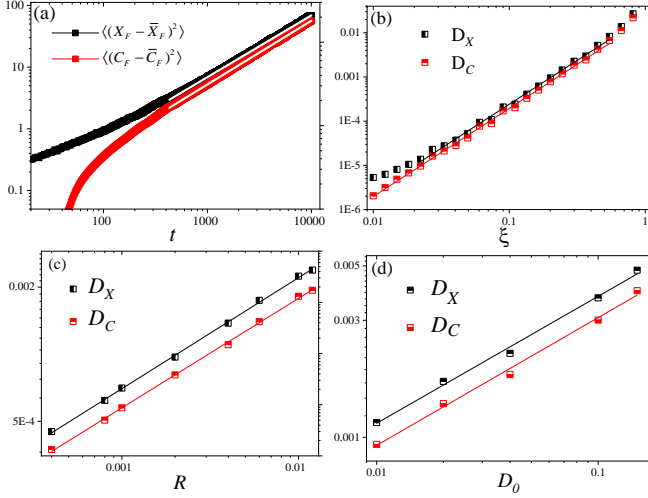 (a)
⟨(X_F − X̅_F)²⟩
⟨(C_F − C̅_F)²⟩
100
10
1
0.1
100
1000
10000
t
(b)
D_X
D_C
0.01
0.001
1E-4
1E-5
1E-6
0.01
0.1
1
ξ
(c)
D_X
D_C
0.002
5E-4
0.001
0.01
R
(d)
D_X
D_C
0.005
0.003
0.001
0.01
0.1
D_0